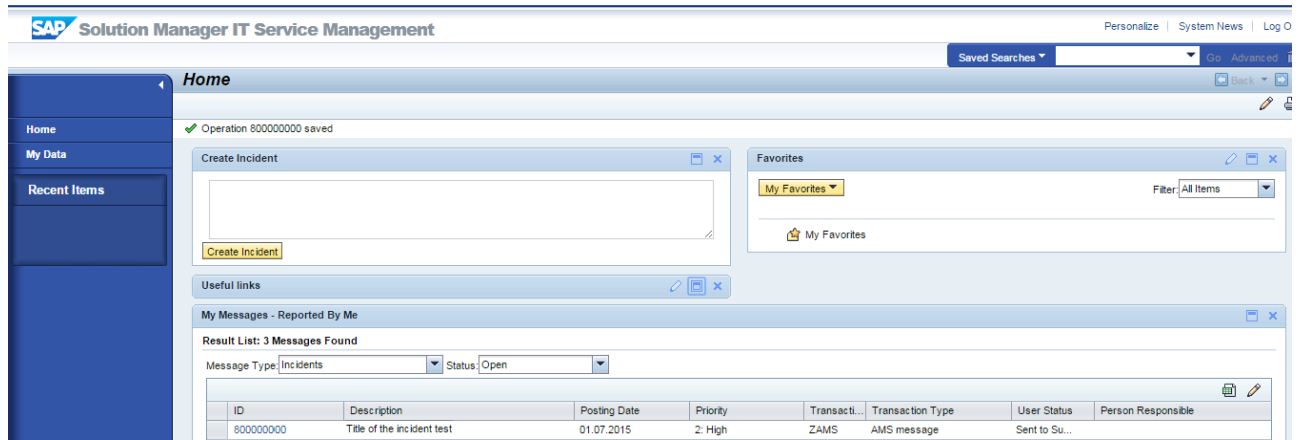 SAP Solution Manager IT Service Management
Personalize | System News | Log O
Saved Searches Go Advanced
Home
Back
Home
My Data
Recent Items
Operation 800000000 saved
Create Incident
Create Incident
Favorites
My Favorites Filter: All Items
My Favorites
Useful links
My Messages - Reported By Me
Result List: 3 Messages Found
Message Type: Incidents Status: Open
ID Description Posting Date Priority Transacti... Transaction Type User Status Person Responsible
800000000 Title of the incident test 01.07.2015 2: High ZAMS AMS message Sent to Su...